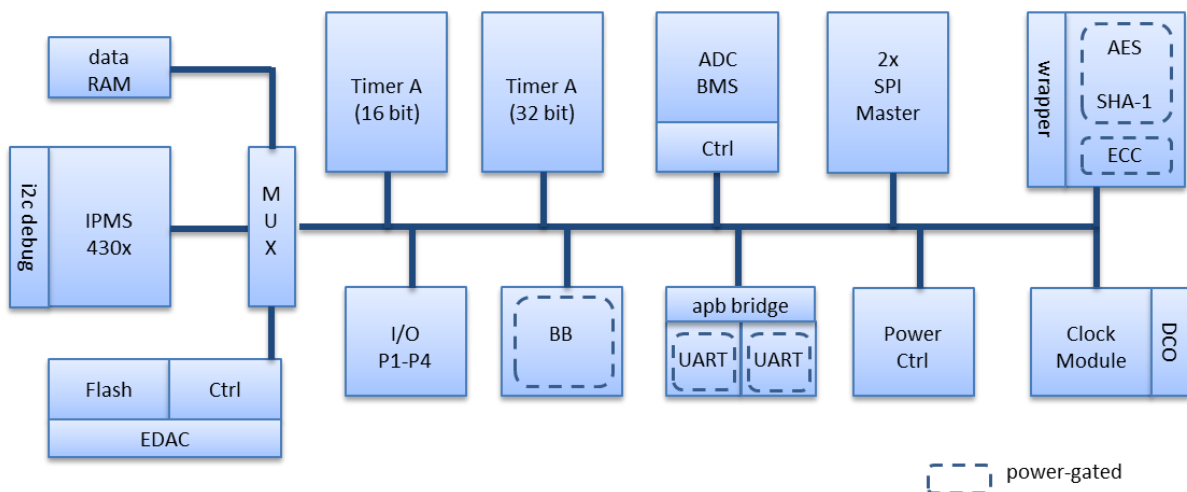 data
RAM
Timer A
(16 bit)
Timer A
(32 bit)
ADC
BMS
Ctrl
2x
SPI
Master
wrapper
AES
SHA-1
ECC
i2c debug
IPMS
430x
M
U
X
I/O
P1-P4
BB
apb bridge
UART
UART
Power
Ctrl
Clock
Module
DCO
Flash
Ctrl
EDAC
power-gated